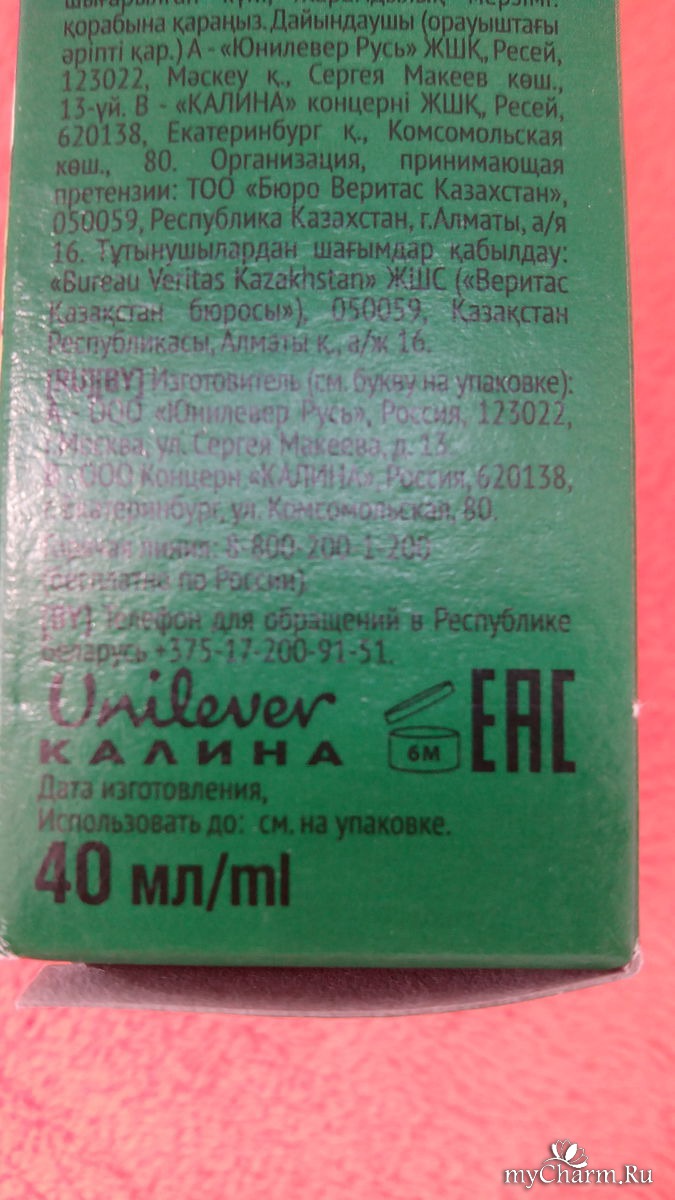 шығарылған күні, жарамдылық мерзімі:
қорабына қараңыз. Дайындаушы (орауыштағы
әріпті қар.) А - «Юнилевер Русь» ЖШҚ, Ресей,
123022, Мәскеу қ., Сергея Макеев көш.,
13-үй. В - «КАЛИНА» концерні ЖШҚ, Ресей,
620138, Екатеринбург қ., Комсомольская
көш., 80. Организация, принимающая
претензии: ТОО «Бюро Веритас Казахстан»,
050059, Республика Казахстан, г.Алматы, а/я
16. Тұтынушылардан шағымдар қабылдау:
«Bureau Veritas Kazakhstan» ЖШС («Веритас
Казақстан бюросы»), 050059, Қазақстан
Республикасы, Алматы қ., а/ж 16.
[RU][BY] Изготовитель (см. букву на упаковке):
А - ООО «Юнилевер Русь», Россия, 123022,
г.Москва, ул. Сергея Макеева, д. 13.
В - ООО Концерн «КАЛИНА», Россия, 620138,
г.Екатеринбург, ул. Комсомольская, 80.
Горячая линия: 8-800-200-1-200
(бесплатно по России)
[BY] Телефон для обращений в Республике
Беларусь +375-17-200-91-51.
Unilever
КАЛИНА
6М
ЕАС
Дата изготовления,
Использовать до: см. на упаковке.
40 мл/ml
myCharm.Ru